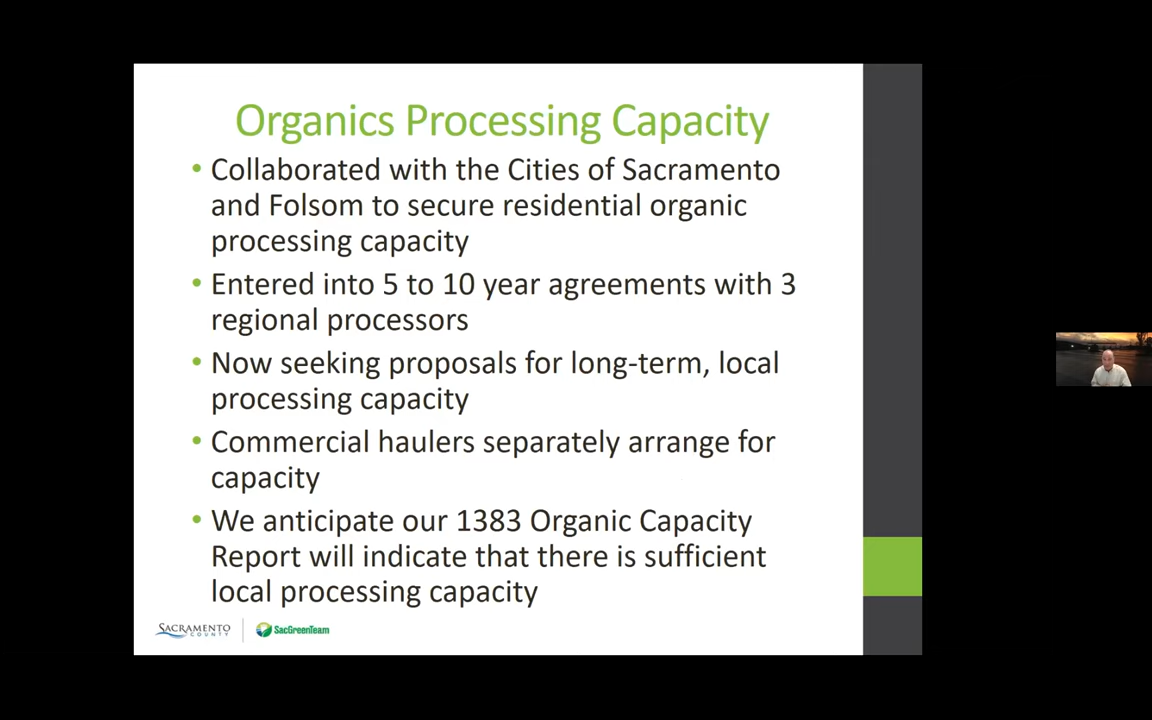 Organics Processing Capacity
• Collaborated with the Cities of Sacramento
and Folsom to secure residential organic
processing capacity
• Entered into 5 to 10 year agreements with 3
regional processors
• Now seeking proposals for long-term, local
processing capacity
• Commercial haulers separately arrange for
capacity
• We anticipate our 1383 Organic Capacity
Report will indicate that there is sufficient
local processing capacity
SACRAMENTO
COUNTY
SacGreenTeam